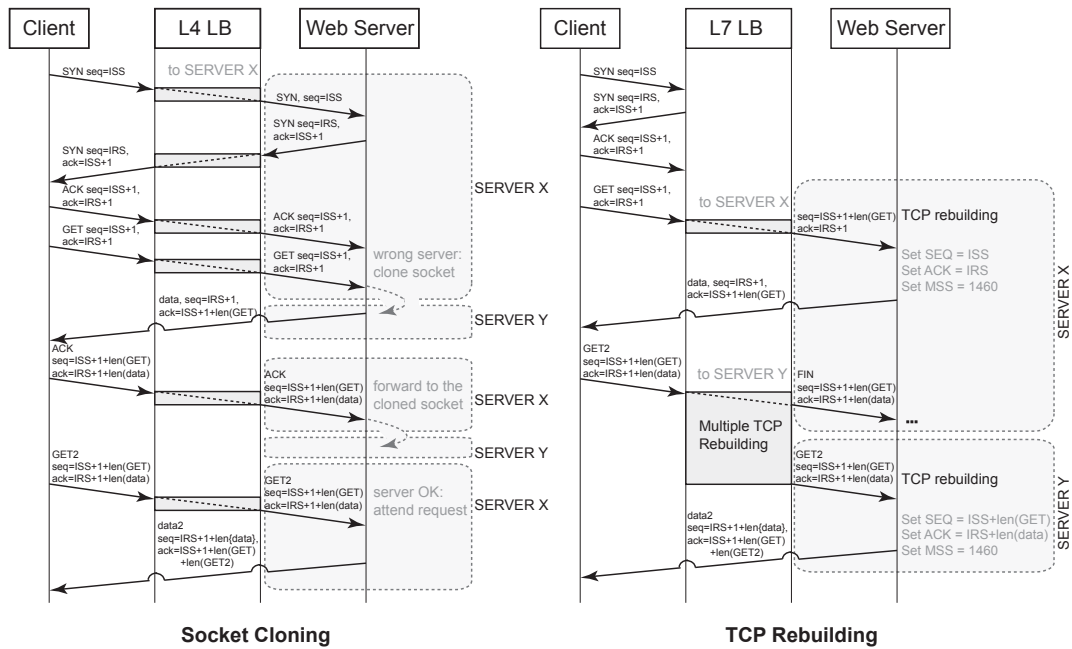 Client
L4 LB
Web Server
to SERVER X
SYN seq=ISS
SYN, seq=ISS
SYN seq=IRS,
ack=ISS+1
SYN seq=IRS,
ack=ISS+1
ACK seq=ISS+1,
ack=IRS+1
ACK seq=ISS+1,
ack=IRS+1
GET seq=ISS+1,
ack=IRS+1
GET seq=ISS+1,
ack=IRS+1
wrong server:
clone socket
SERVER X
data, seq=IRS+1,
ack=ISS+1+len(GET)
SERVER Y
ACK
seq=ISS+1+len(GET)
ack=IRS+1+len(data)
ACK
seq=ISS+1+len(GET)
ack=IRS+1+len(data)
forward to the
cloned socket
SERVER X
SERVER Y
GET2
seq=ISS+1+len(GET)
ack=IRS+1+len(data)
GET2
seq=ISS+1+len(GET)
ack=IRS+1+len(data)
server OK:
attend request
SERVER X
data2
seq=IRS+1+len{data},
ack=ISS+1+len(GET)
+len(GET2)
Socket Cloning
Client
L7 LB
Web Server
SYN seq=ISS
SYN seq=IRS,
ack=ISS+1
ACK seq=ISS+1,
ack=IRS+1
GET seq=ISS+1,
ack=IRS+1
to SERVER X
seq=ISS+1+len(GET)
ack=IRS+1
TCP rebuilding
Set SEQ = ISS
Set ACK = IRS
Set MSS = 1460
SERVER X
data, seq=IRS+1,
ack=ISS+1+len(GET)
GET2
seq=ISS+1+len(GET)
ack=IRS+1+len(data)
to SERVER Y
FIN
seq=ISS+1+len(GET)
ack=IRS+1+len(data)
...
Multiple TCP
Rebuilding
GET2
seq=ISS+1+len(GET)
ack=IRS+1+len(data)
TCP rebuilding
Set SEQ = ISS+len(GET)
Set ACK = IRS+len(data)
Set MSS = 1460
SERVER Y
data2
seq=IRS+1+len{data},
ack=ISS+1+len(GET)
+len(GET2)
TCP Rebuilding